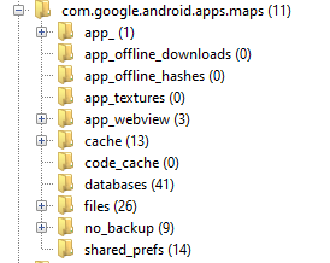 com.google.android.apps.maps (11)
app_ (1)
app_offline_downloads (0)
app_offline_hashes (0)
app_textures (0)
app_webview (3)
cache (13)
code_cache (0)
databases (41)
files (26)
no_backup (9)
shared_prefs (14)